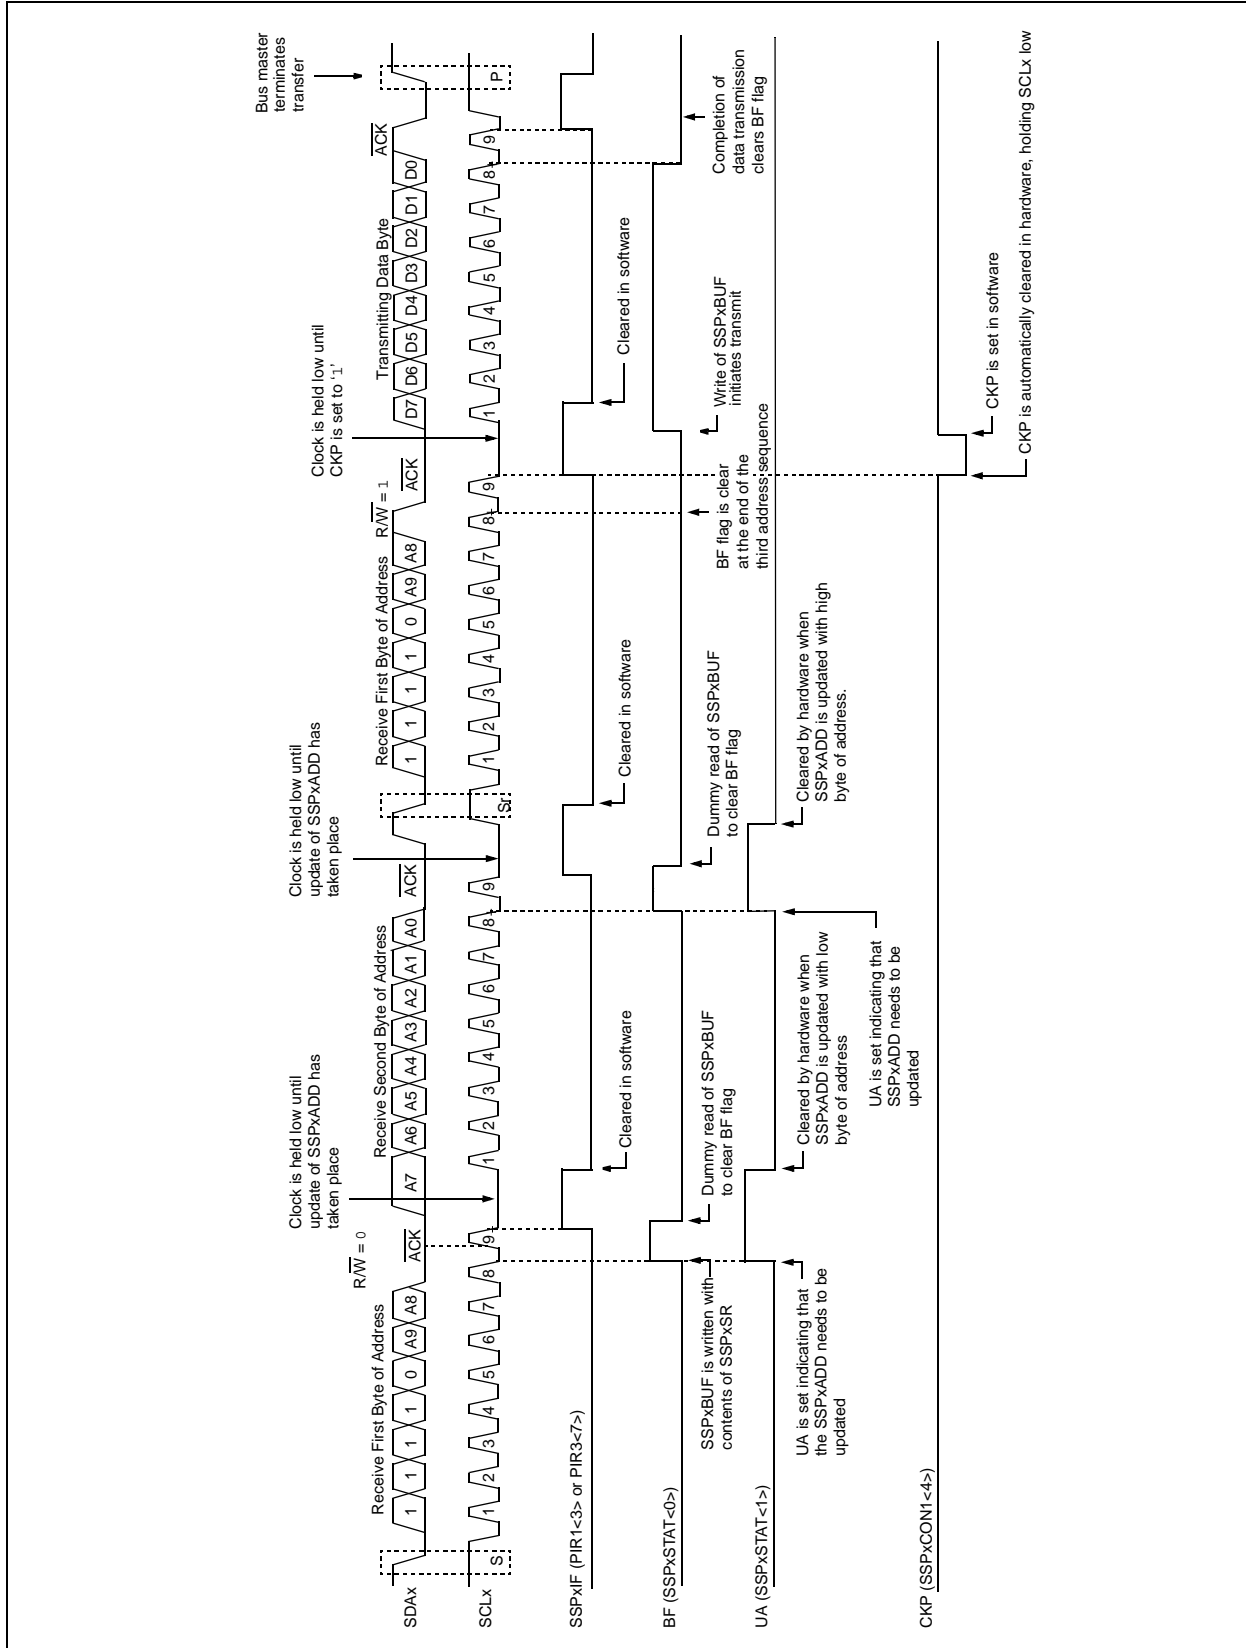 Bus master
terminates
transfer
Clock is held low until
CKP is set to ‘1’
Clock is held low until
update of SSPxADD has
taken place
Clock is held low until
update of SSPxADD has
taken place
R/W = 0
R/W = 1
Receive First Byte of Address
ACK
Receive Second Byte of Address
ACK
Receive First Byte of Address
ACK
Transmitting Data Byte
ACK
SDAx
1 1 1 1 0 A9 A8
A7 A6 A5 A4 A3 A2 A1 A0
1 1 1 1 0 A9 A8
D7 D6 D5 D4 D3 D2 D1 D0
SCLx
S
1 2 3 4 5 6 7 8 9
1 2 3 4 5 6 7 8 9
Sr
1 2 3 4 5 6 7 8 9
1 2 3 4 5 6 7 8 9
P
SSPxIF (PIR1<3> or PIR3<7>)
Cleared in software
Cleared in software
Cleared in software
BF (SSPxSTAT<0>)
SSPxBUF is written with
contents of SSPxSR
Dummy read of SSPxBUF
to clear BF flag
Dummy read of SSPxBUF
to clear BF flag
BF flag is clear
at the end of the
third address sequence
Write of SSPxBUF
initiates transmit
Completion of
data transmission
clears BF flag
UA (SSPxSTAT<1>)
UA is set indicating that
the SSPxADD needs to be
updated
Cleared by hardware when
SSPxADD is updated with low
byte of address
UA is set indicating that
SSPxADD needs to be
updated
Cleared by hardware when
SSPxADD is updated with high
byte of address.
CKP (SSPxCON1<4>)
CKP is set in software
CKP is automatically cleared in hardware, holding SCLx low